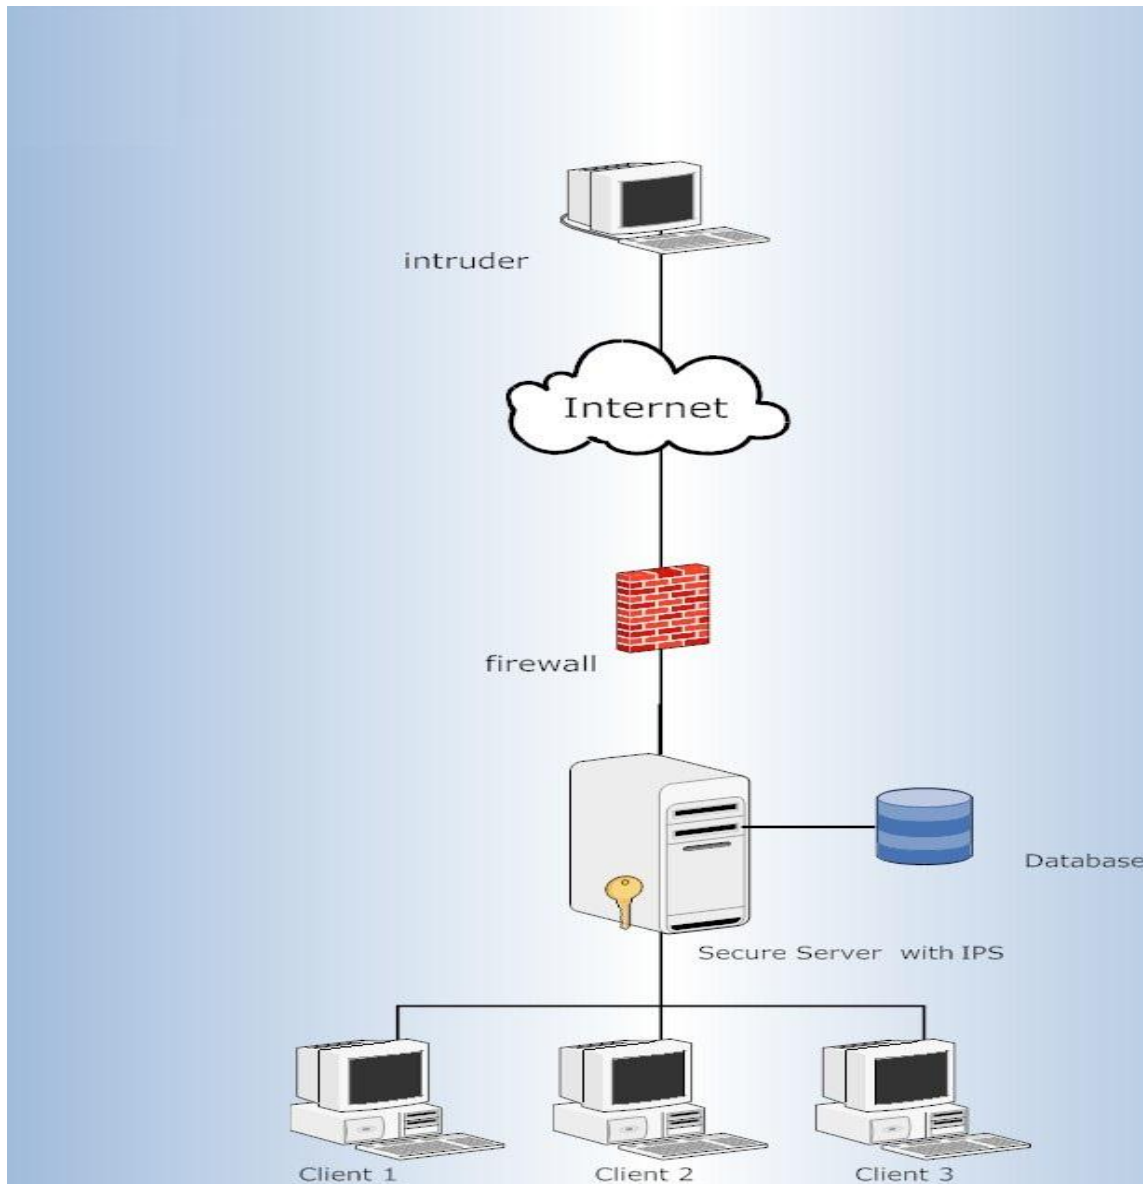 intruder
Internet
firewall
Database
Secure Server with IPS
Client 1
Client 2
Client 3